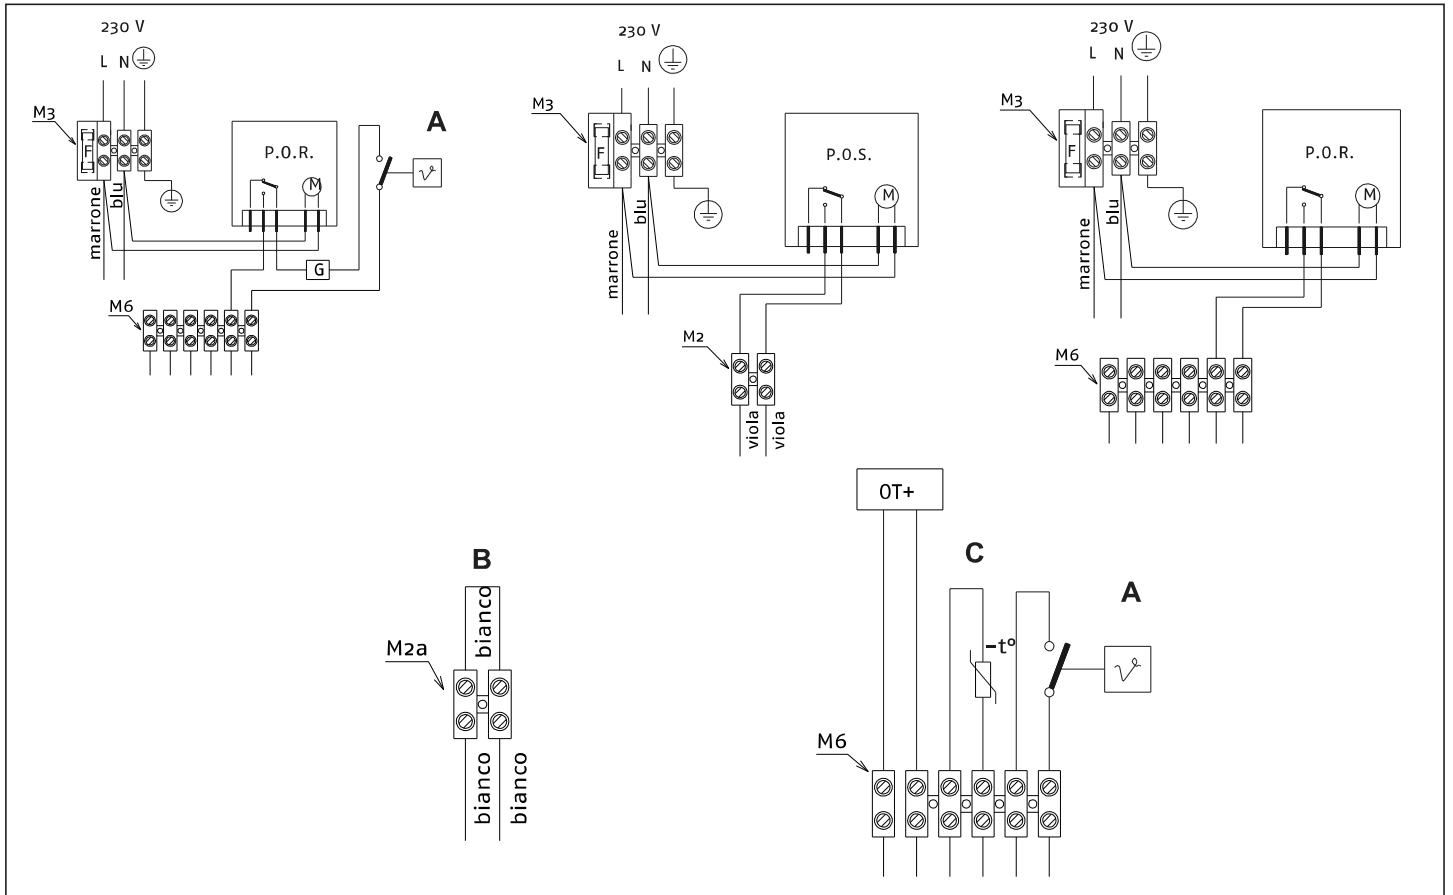 230 V
L N
M3
F
marrone
blu
P.O.R.
M
A
G
M6
230 V
L N
M3
F
marrone
blu
P.O.S.
M
M2
viola
viola
230 V
L N
M3
F
marrone
blu
P.O.R.
M
M6
B
bianco
M2a
bianco
bianco
OT+
C
-t°
A
M6